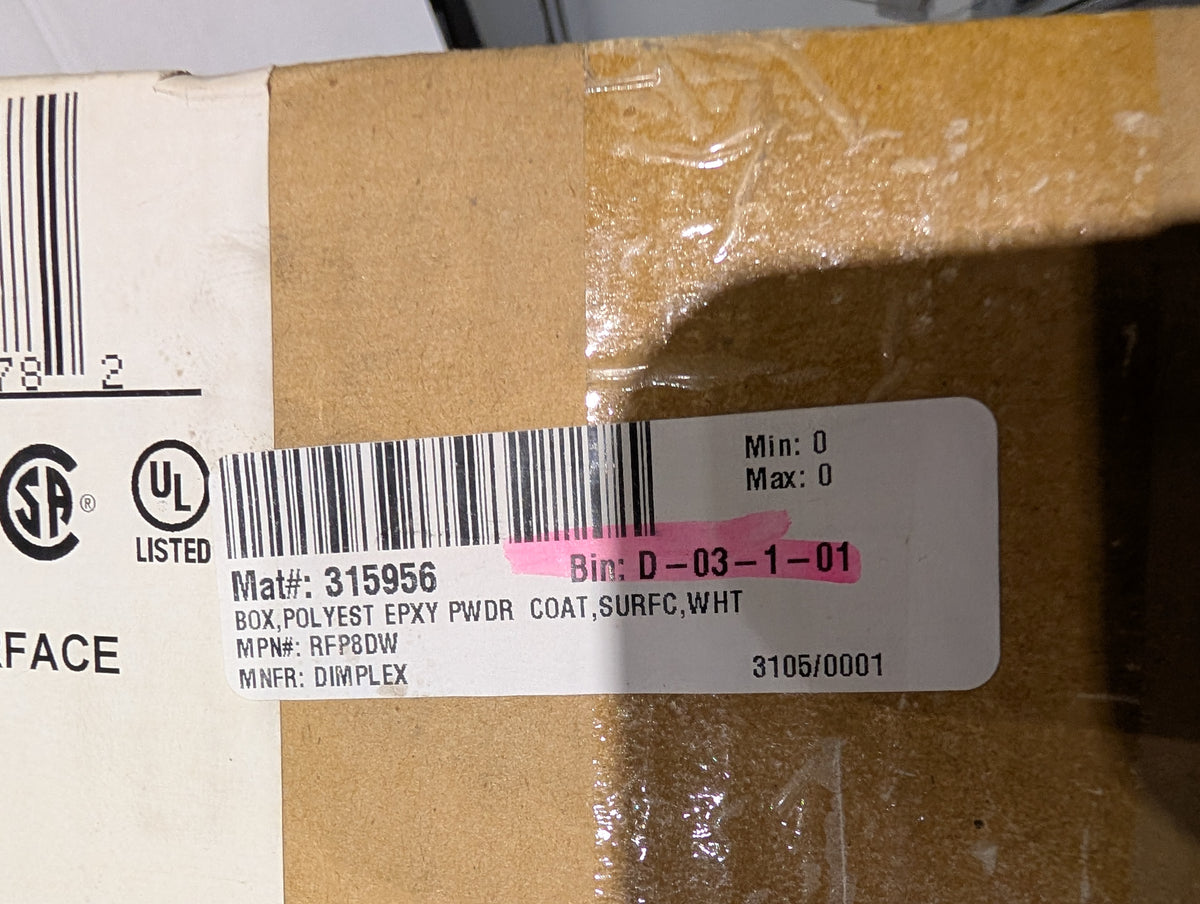 78 2
SA®
UL
LISTED
FACE
Min: 0
Max: 0
Bin: D-03-1-01
Mat#: 315956
BOX,POLYEST EPXY PWDR COAT,SURFC,WHT
MPN#: RFP8DW
MNFR: DIMPLEX
3105/0001